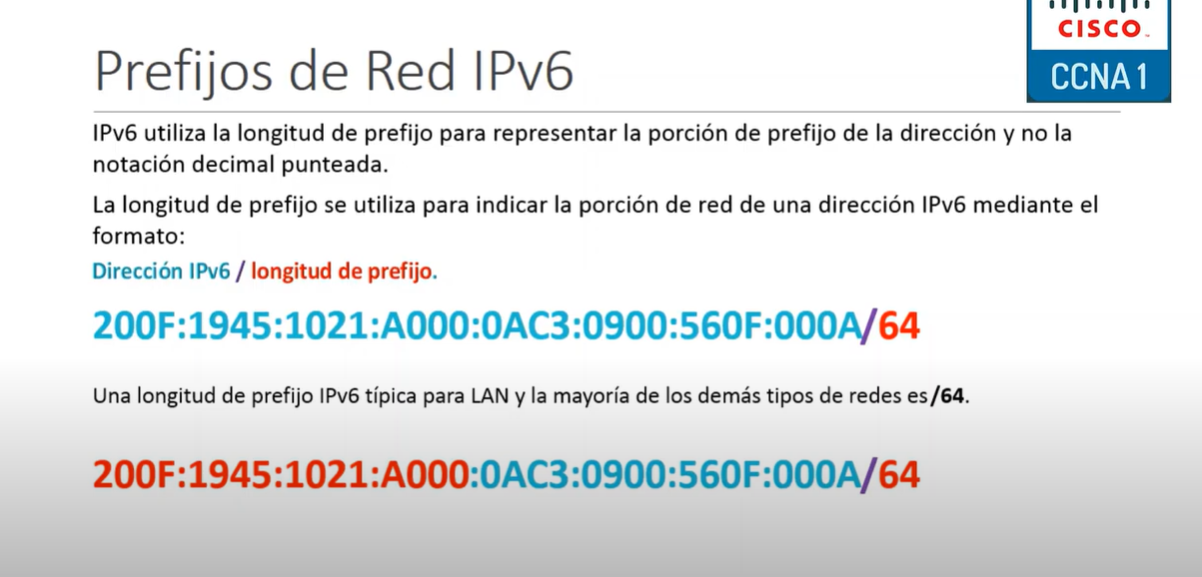 CISCO
CCNA 1
Prefijos de Red IPv6
IPv6 utiliza la longitud de prefijo para representar la porción de prefijo de la dirección y no la
notación decimal punteada.
La longitud de prefijo se utiliza para indicar la porción de red de una dirección IPv6 mediante el
formato:
Dirección IPv6 / longitud de prefijo.
200F:1945:1021:A000:0AC3:0900:560F:000A/64
Una longitud de prefijo IPv6 típica para LAN y la mayoría de los demás tipos de redes es /64.
200F:1945:1021:A000:0AC3:0900:560F:000A/64